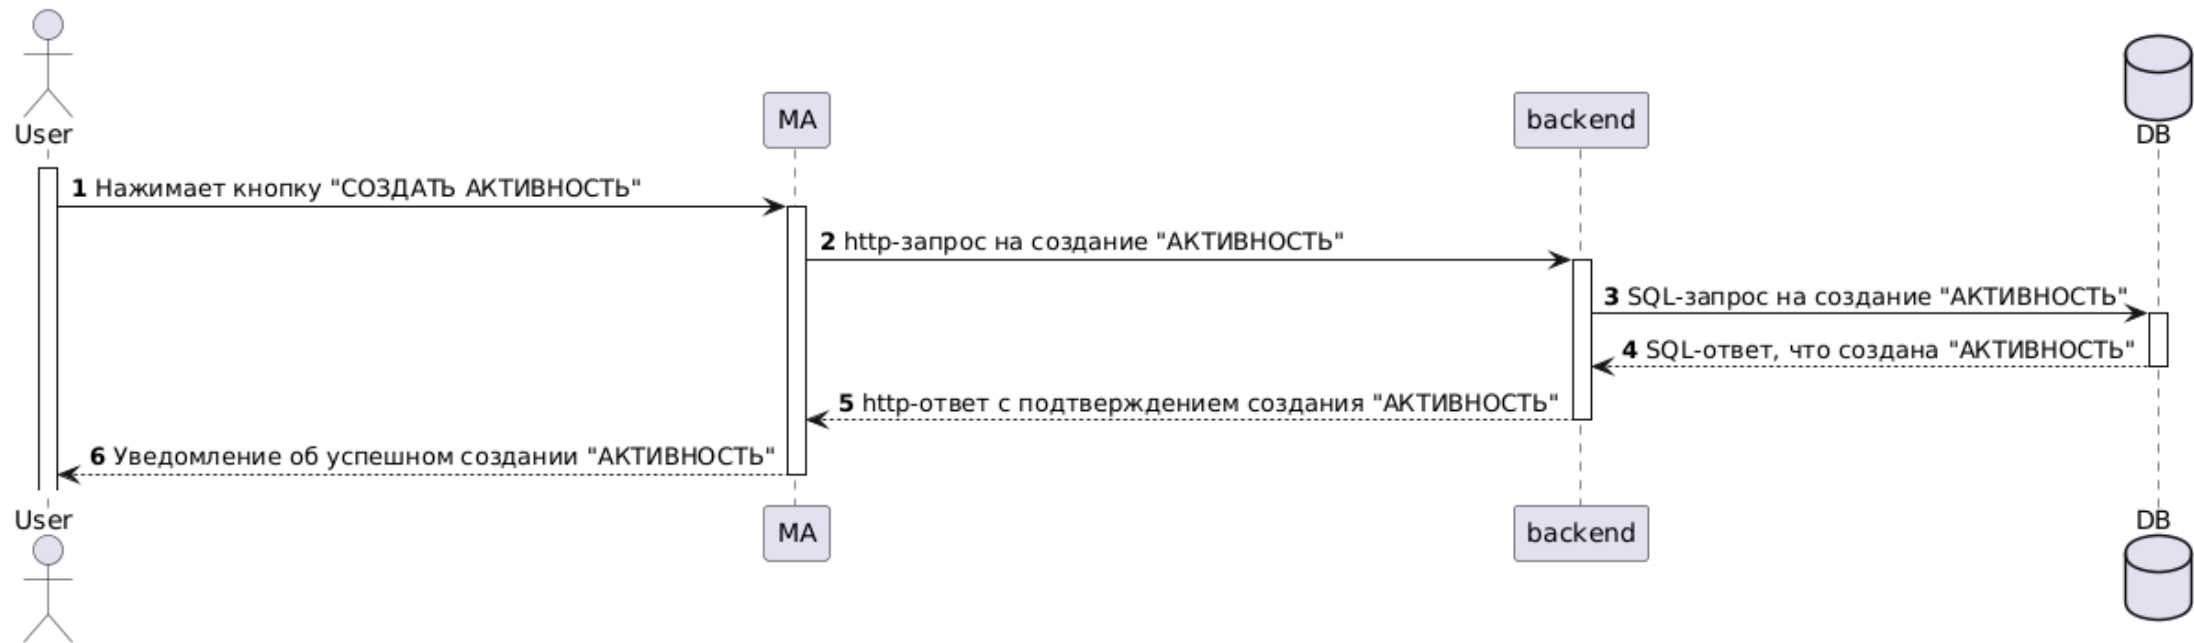 User
MA
backend
DB
1 Нажимает кнопку "СОЗДАТЬ АКТИВНОСТЬ"
2 http-запрос на создание "АКТИВНОСТЬ"
3 SQL-запрос на создание "АКТИВНОСТЬ"
4 SQL-ответ, что создана "АКТИВНОСТЬ"
5 http-ответ с подтверждением создания "АКТИВНОСТЬ"
6 Уведомление об успешном создании "АКТИВНОСТЬ"
User
MA
backend
DB